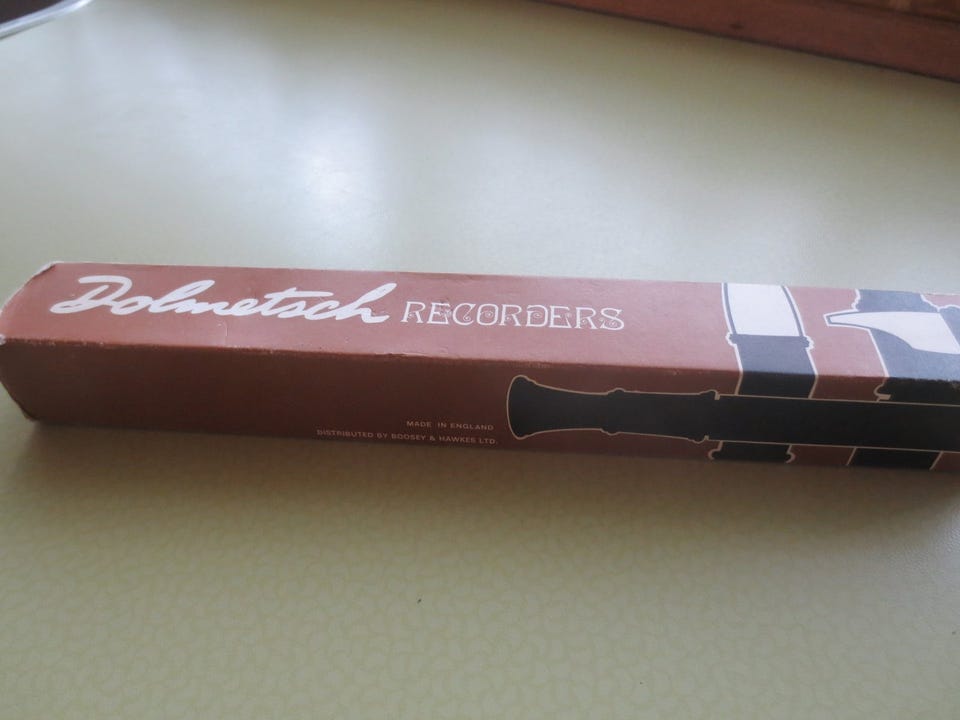 Dolmetsch RECORDERS
MADE IN ENGLAND
DISTRIBUTED BY BOOSEY & HAWKES LTD.